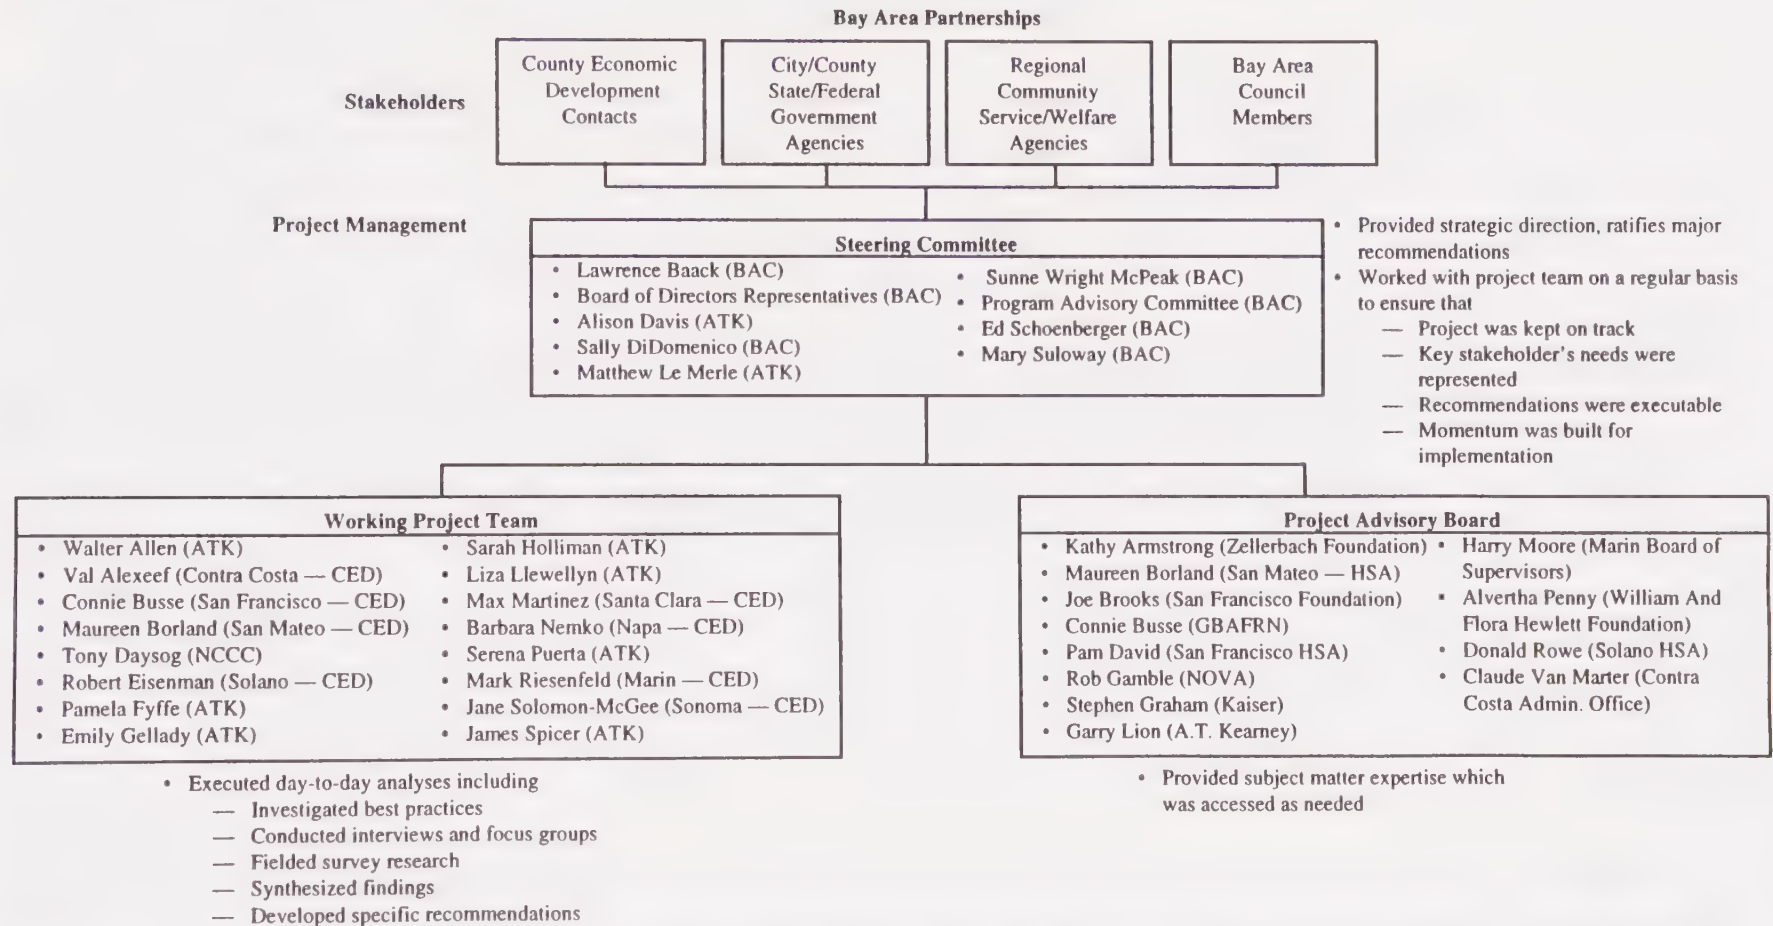 Bay Area Partnerships
Stakeholders
County Economic
Development
Contacts
City/County
State/Federal
Government
Agencies
Regional
Community
Service/Welfare
Agencies
Bay Area
Council
Members
Project Management
Steering Committee
• Lawrence Baack (BAC)
• Board of Directors Representatives (BAC)
• Alison Davis (ATK)
• Sally DiDomenico (BAC)
• Matthew Le Merle (ATK)
• Sunne Wright McPeak (BAC)
• Program Advisory Committee (BAC)
• Ed Schoenberger (BAC)
• Mary Suloway (BAC)
• Provided strategic direction, ratifies major
recommendations
• Worked with project team on a regular basis
to ensure that
— Project was kept on track
— Key stakeholder's needs were
represented
— Recommendations were executable
— Momentum was built for
implementation
Working Project Team
• Walter Allen (ATK)
• Val Alexeef (Contra Costa — CED)
• Connie Busse (San Francisco — CED)
• Maureen Borland (San Mateo — CED)
• Tony Daysog (NCCC)
• Robert Eisenman (Solano — CED)
• Pamela Fyffe (ATK)
• Emily Gellady (ATK)
• Sarah Holliman (ATK)
• Liza Llewellyn (ATK)
• Max Martinez (Santa Clara — CED)
• Barbara Nemko (Napa — CED)
• Serena Puerta (ATK)
• Mark Riesenfeld (Marin — CED)
• Jane Solomon-McGee (Sonoma — CED)
• James Spicer (ATK)
• Executed day-to-day analyses including
— Investigated best practices
— Conducted interviews and focus groups
— Fielded survey research
— Synthesized findings
— Developed specific recommendations
Project Advisory Board
• Kathy Armstrong (Zellerbach Foundation)
• Maureen Borland (San Mateo — HSA)
• Joe Brooks (San Francisco Foundation)
• Connie Busse (GBAFRN)
• Pam David (San Francisco HSA)
• Rob Gamble (NOVA)
• Stephen Graham (Kaiser)
• Garry Lion (A.T. Kearney)
• Harry Moore (Marin Board of
Supervisors)
• Alvertha Penny (William And
Flora Hewlett Foundation)
• Donald Rowe (Solano HSA)
• Claude Van Marter (Contra
Costa Admin. Office)
• Provided subject matter expertise which
was accessed as needed